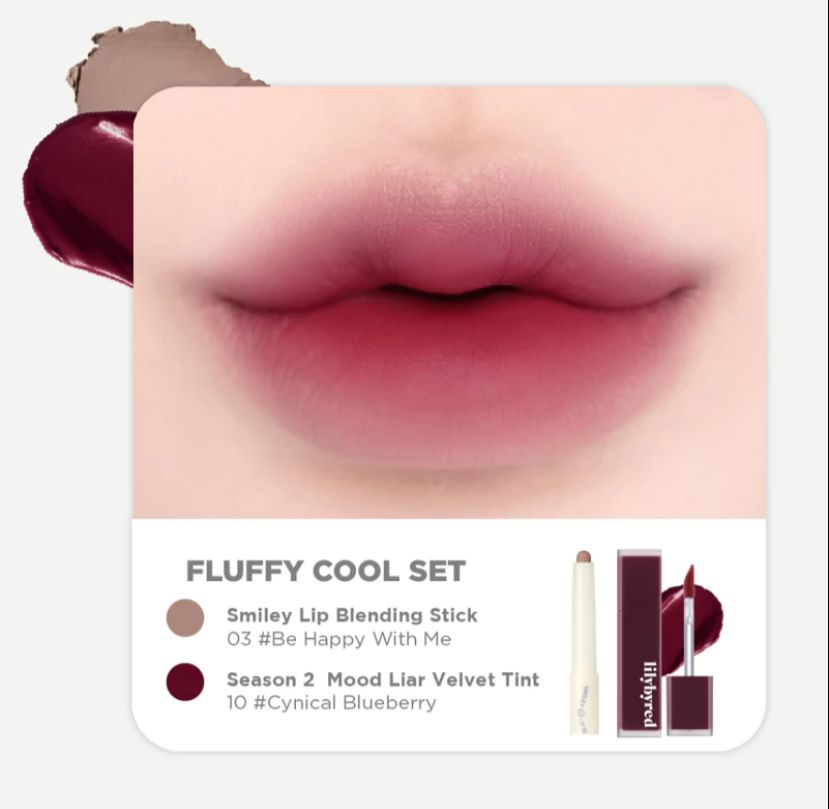 FLUFFY COOL SET
Smiley Lip Blending Stick
03 #Be Happy With Me
Season 2 Mood Liar Velvet Tint
10 #Cynical Blueberry
lilybyred